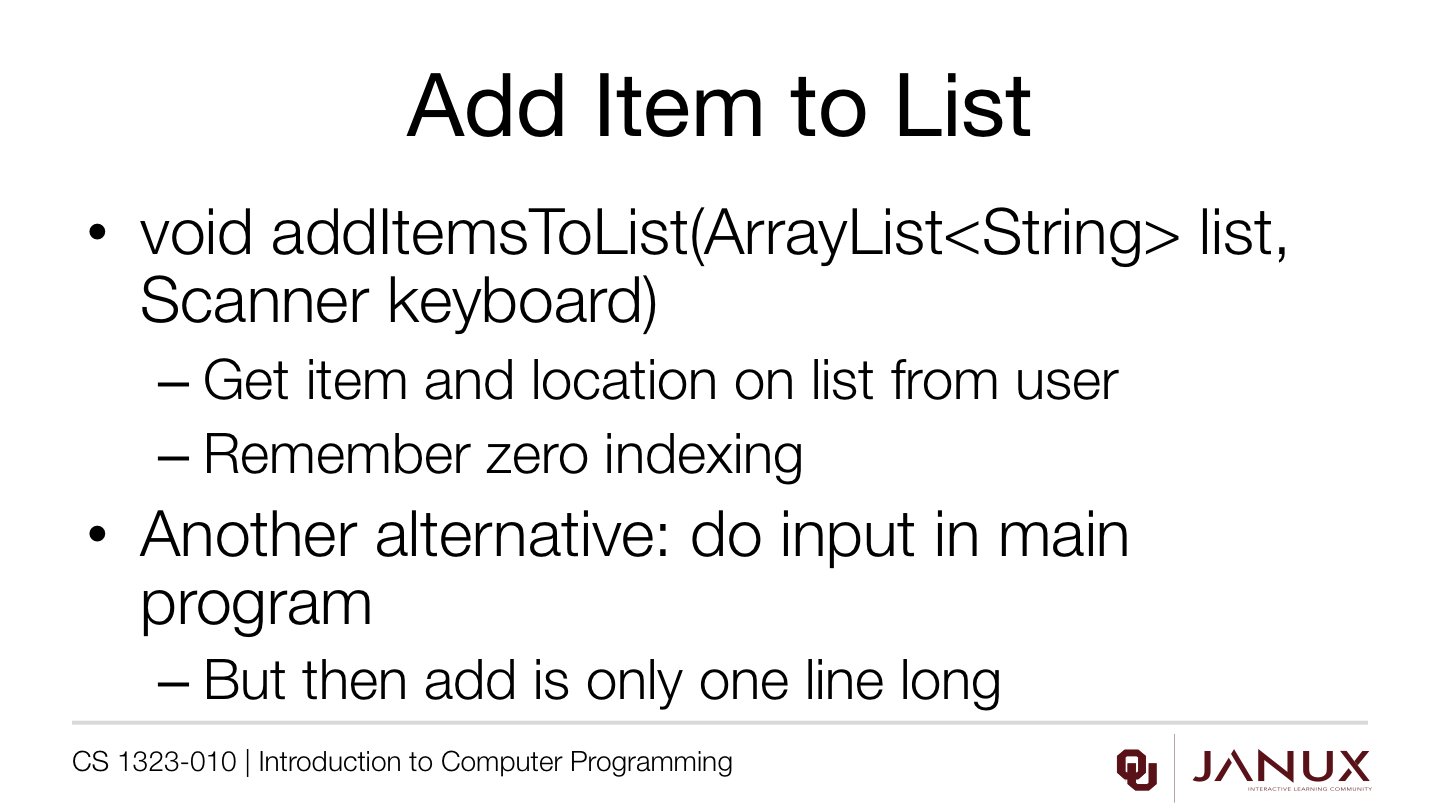 Add Item to List
• void addItemsToList(ArrayList<String> list,
Scanner keyboard)
– Get item and location on list from user
– Remember zero indexing
• Another alternative: do input in main
program
– But then add is only one line long
CS 1323-010 | Introduction to Computer Programming
OU
JANUX
INTERACTIVE LEARNING COMMUNITY